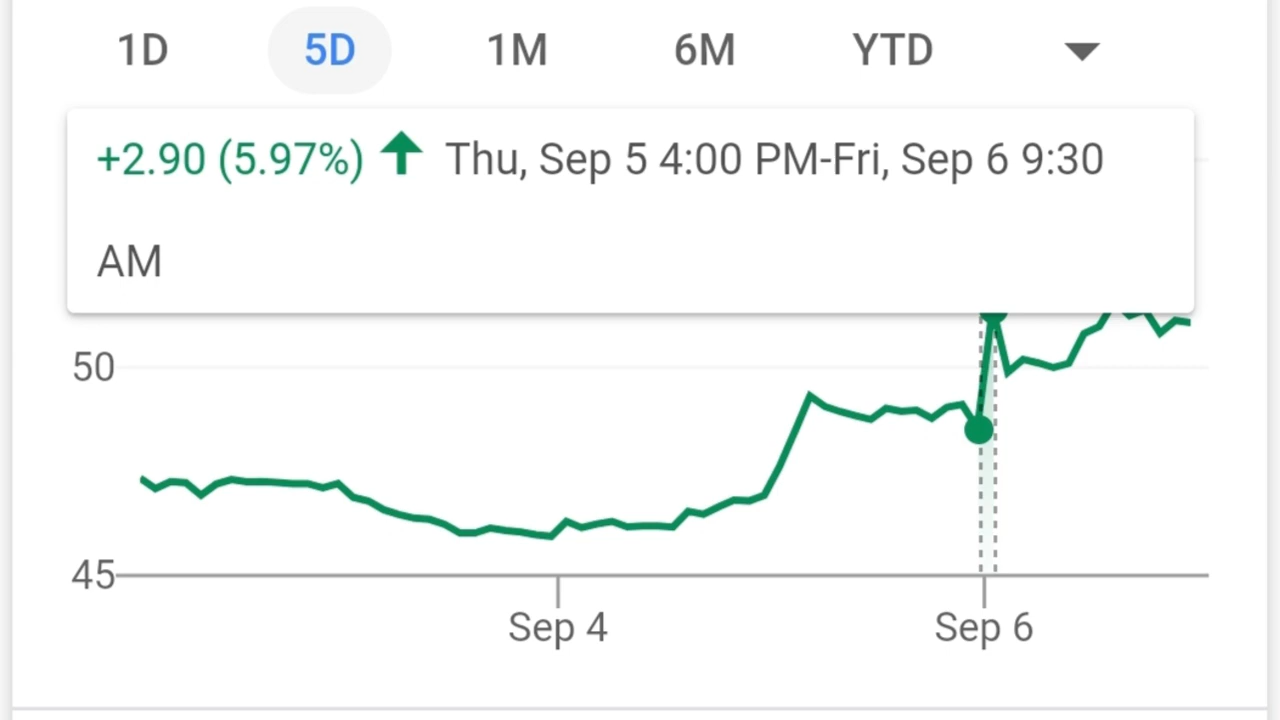 1D 5D 1M 6M YTD
+2.90 (5.97%) Thu, Sep 5 4:00 PM-Fri, Sep 6 9:30
AM
50
45
Sep 4 Sep 6